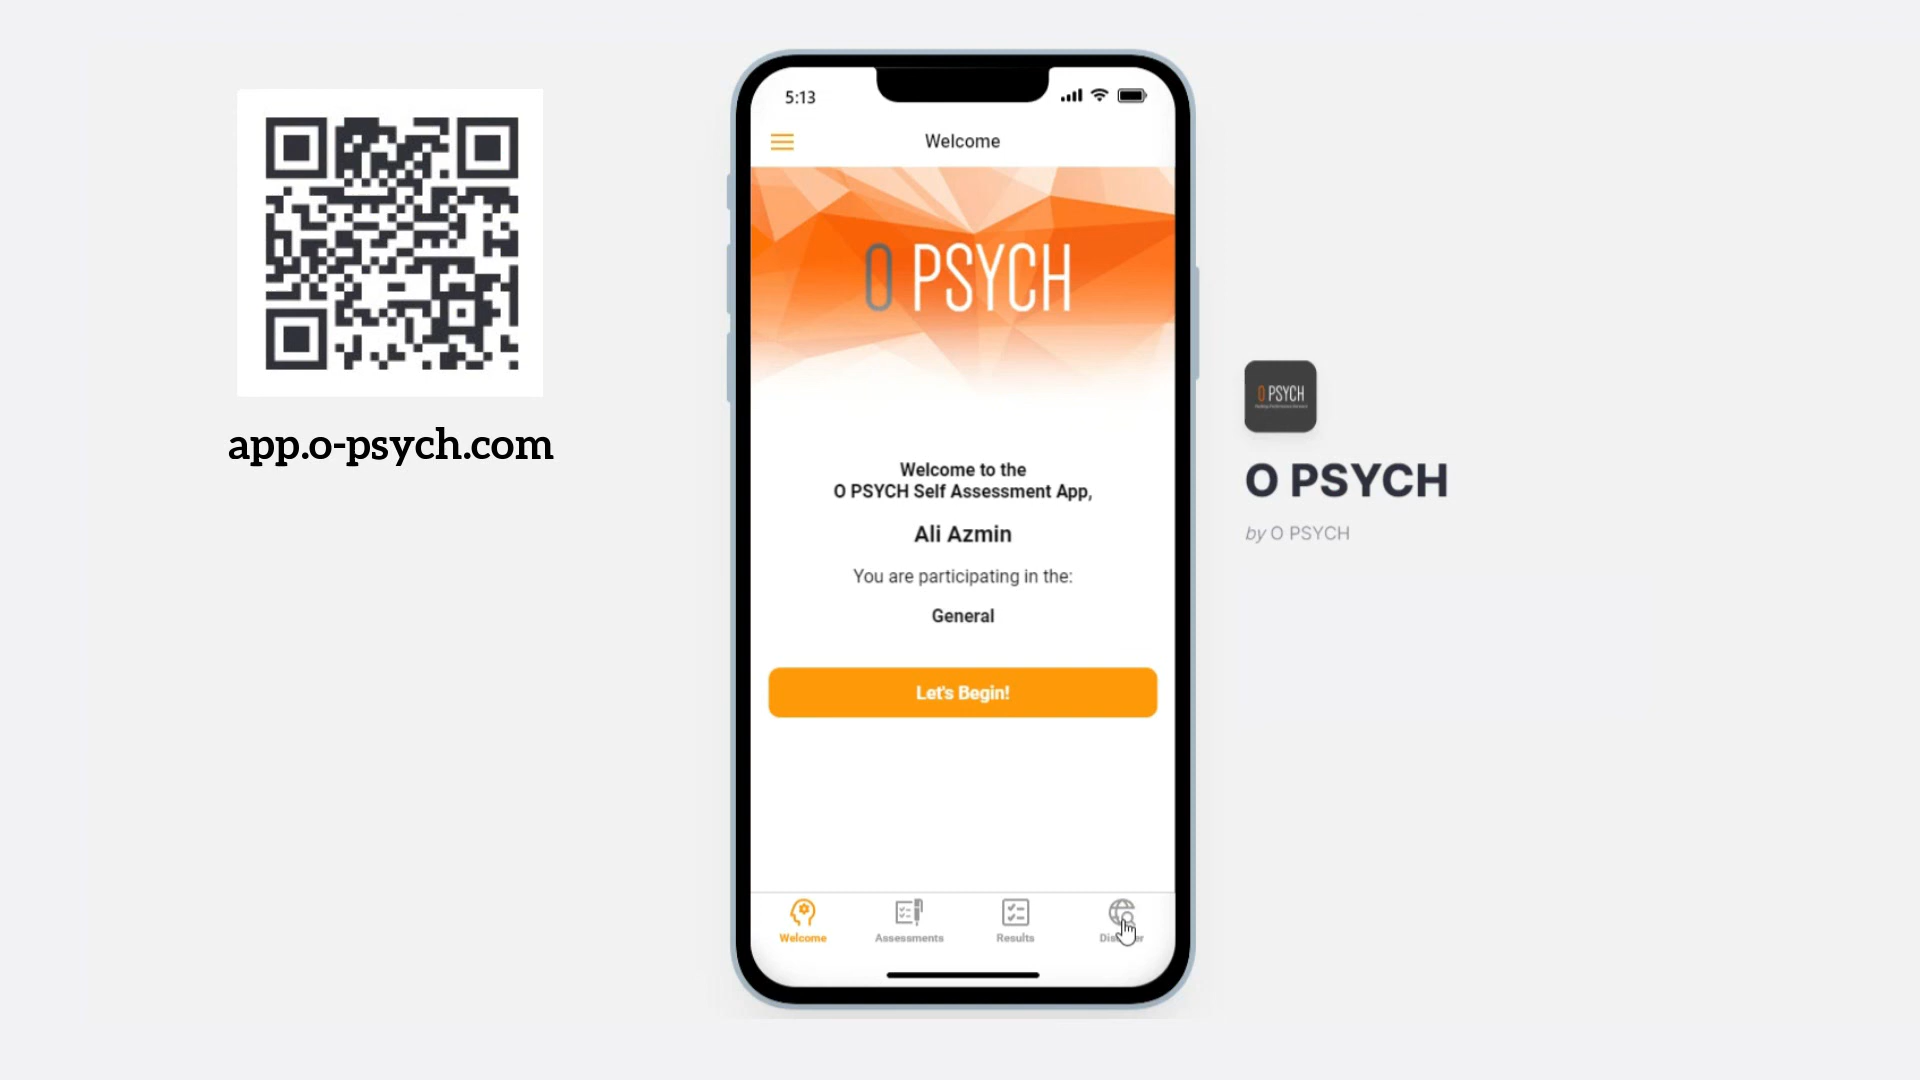 app.o-psych.com
5:13
Welcome
O PSYCH
Welcome to the
O PSYCH Self Assessment App,
Ali Azmin
You are participating in the:
General
Let's Begin!
Welcome
Assessments
Results
O PSYCH
O PSYCH
by O PSYCH